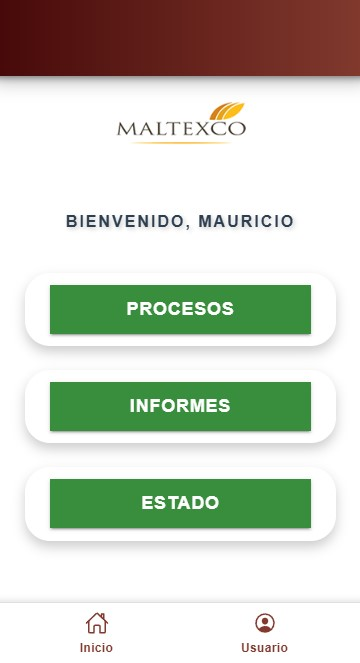 MALTEXCO
BIENVENIDO, MAURICIO
PROCESOS
INFORMES
ESTADO
Inicio
Usuario